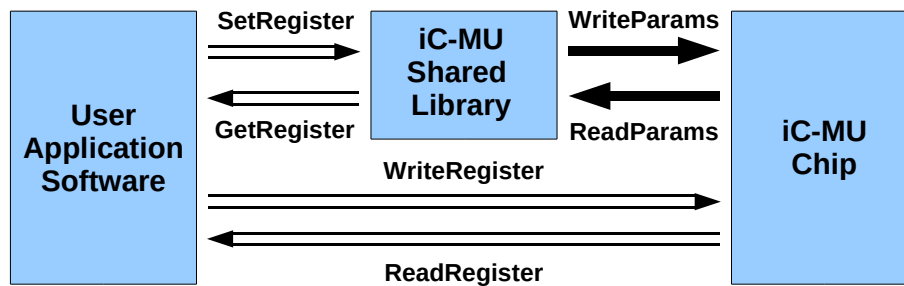 SetRegister
iC-MU
Shared
Library
WriteParams
GetRegister
ReadParams
User
Application
Software
iC-MU
Chip
WriteRegister
ReadRegister